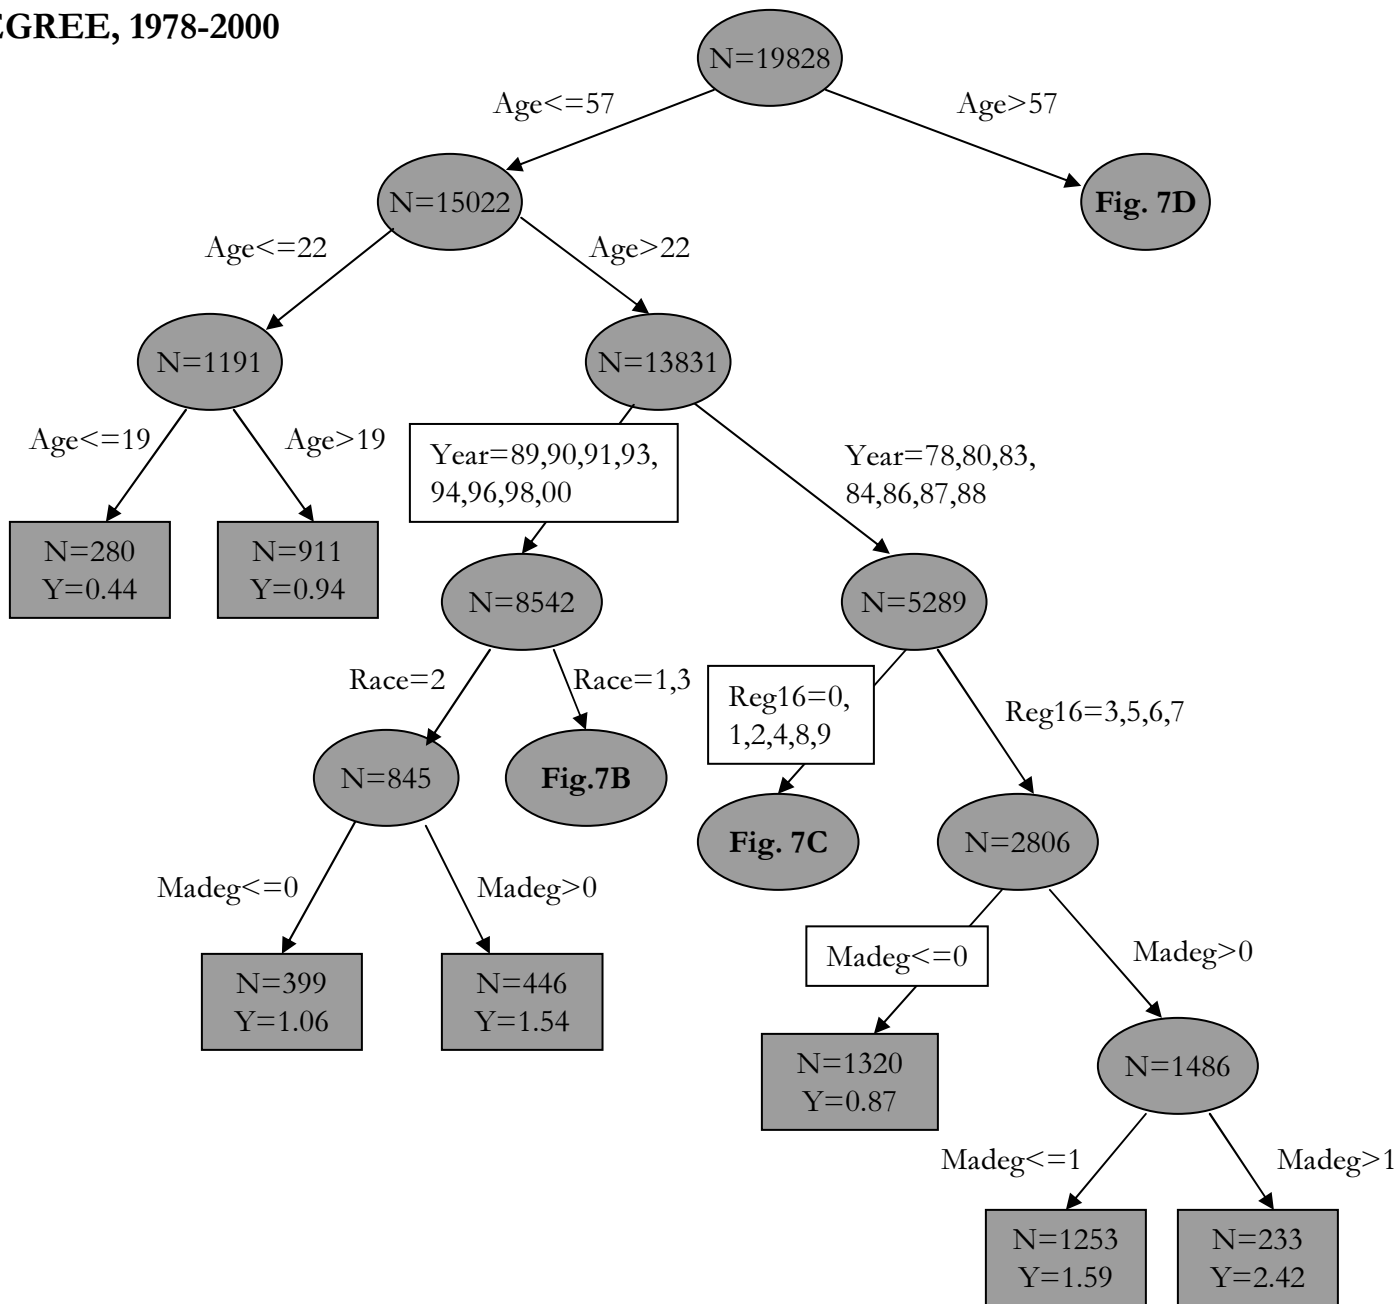 EGREE, 1978-2000
N=19828
Age<=57
Age>57
N=15022
Fig. 7D
Age<=22
Age>22
N=1191
N=13831
Age<=19
Age>19
Year=89,90,91,93,
94,96,98,00
Year=78,80,83,
84,86,87,88
N=280
Y=0.44
N=911
Y=0.94
N=8542
N=5289
Race=2
Race=1,3
Reg16=0,
1,2,4,8,9
Reg16=3,5,6,7
N=845
Fig.7B
Fig. 7C
N=2806
Madeg<=0
Madeg>0
Madeg<=0
Madeg>0
N=399
Y=1.06
N=446
Y=1.54
N=1320
Y=0.87
N=1486
Madeg<=1
Madeg>1
N=1253
Y=1.59
N=233
Y=2.42